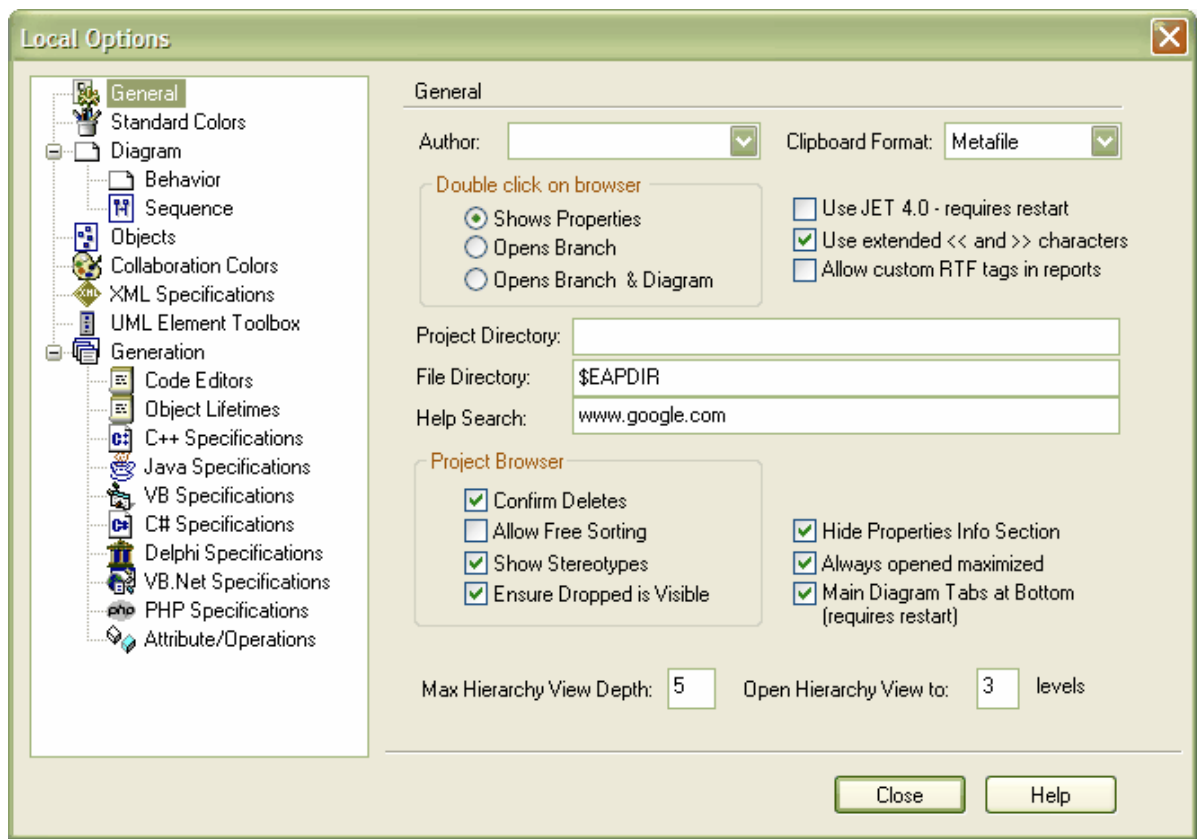 Local Options
General
Standard Colors
Diagram
Behavior
Sequence
Objects
Collaboration Colors
XML Specifications
UML Element Toolbox
Generation
Code Editors
Object Lifetimes
C++ Specifications
Java Specifications
VB Specifications
C# Specifications
Delphi Specifications
VB.Net Specifications
PHP Specifications
Attribute/Operations
General
Author:
Clipboard Format: Metafile
Double click on browser
Shows Properties
Opens Branch
Opens Branch & Diagram
Use JET 4.0 - requires restart
Use extended << and >> characters
Allow custom RTF tags in reports
Project Directory:
File Directory: $EAPDIR
Help Search: www.google.com
Project Browser
Confirm Deletes
Allow Free Sorting
Show Stereotypes
Ensure Dropped is Visible
Hide Properties Info Section
Always opened maximized
Main Diagram Tabs at Bottom
(requires restart)
Max Hierarchy View Depth: 5 Open Hierarchy View to: 3 levels
Close Help